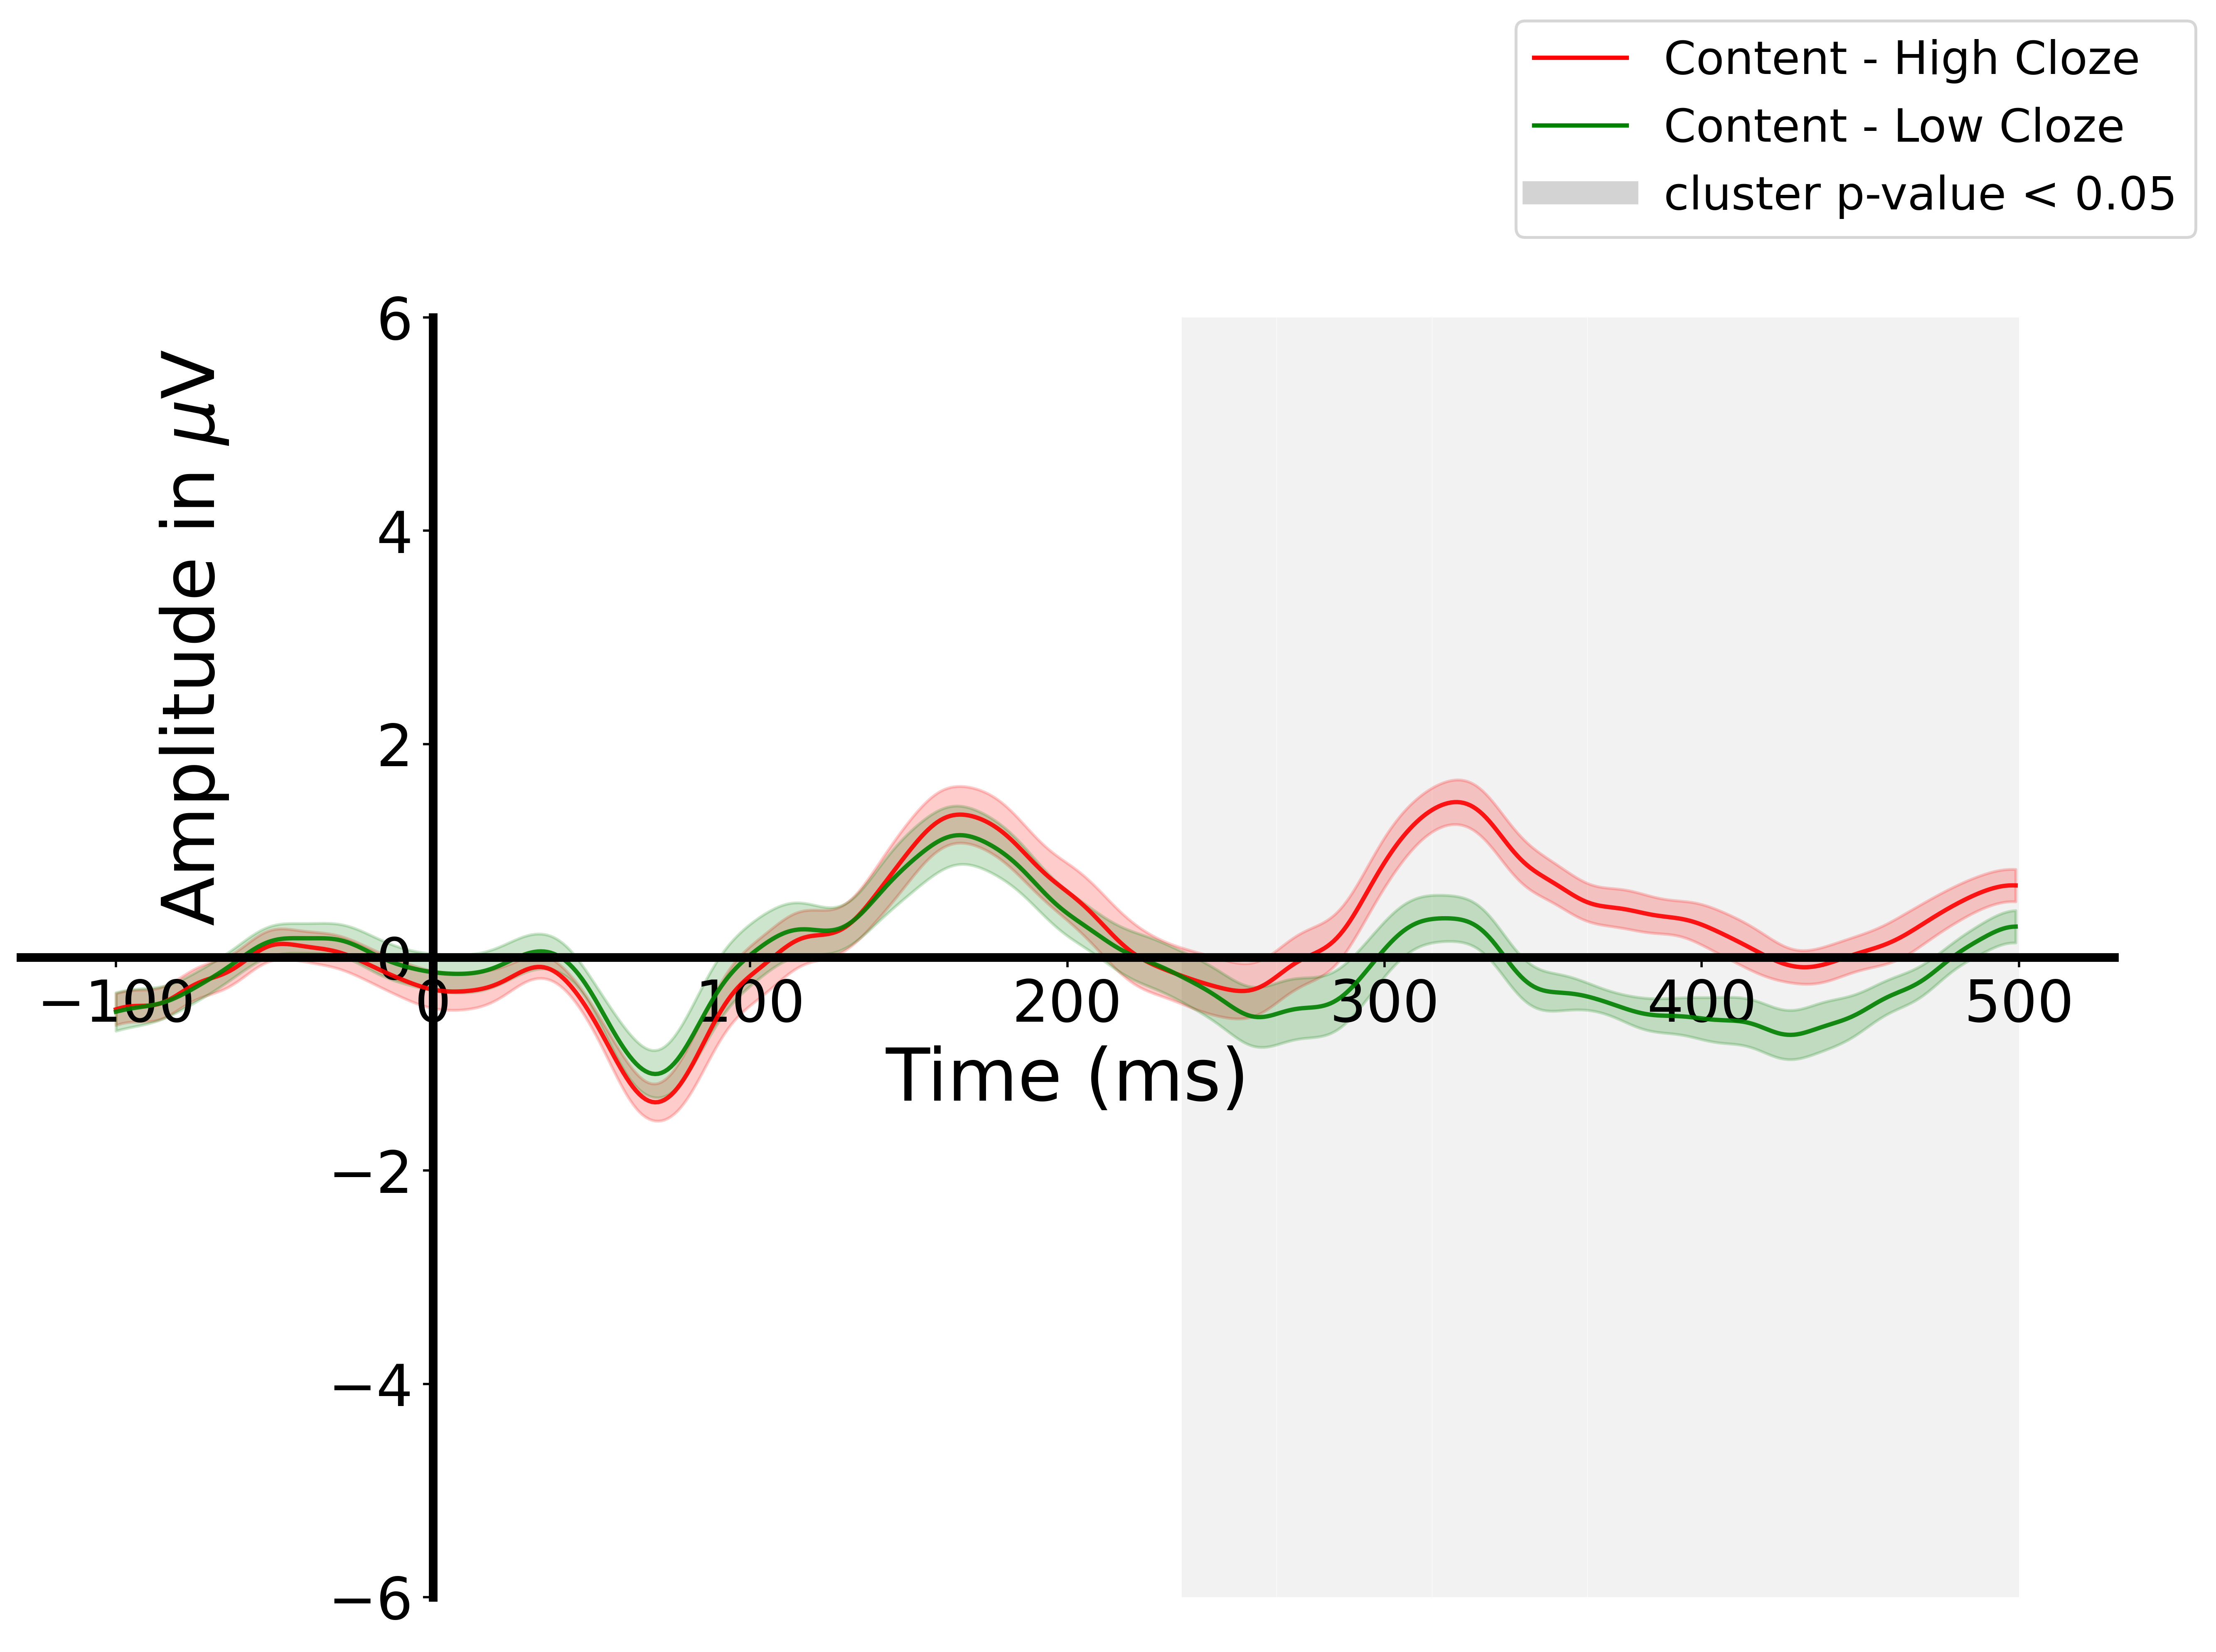 Content - High Cloze
Content - Low Cloze
cluster p-value < 0.05
Amplitude in µV
6
4
2
0
−2
−4
−6
−100 0 100 200 300 400 500
Time (ms)